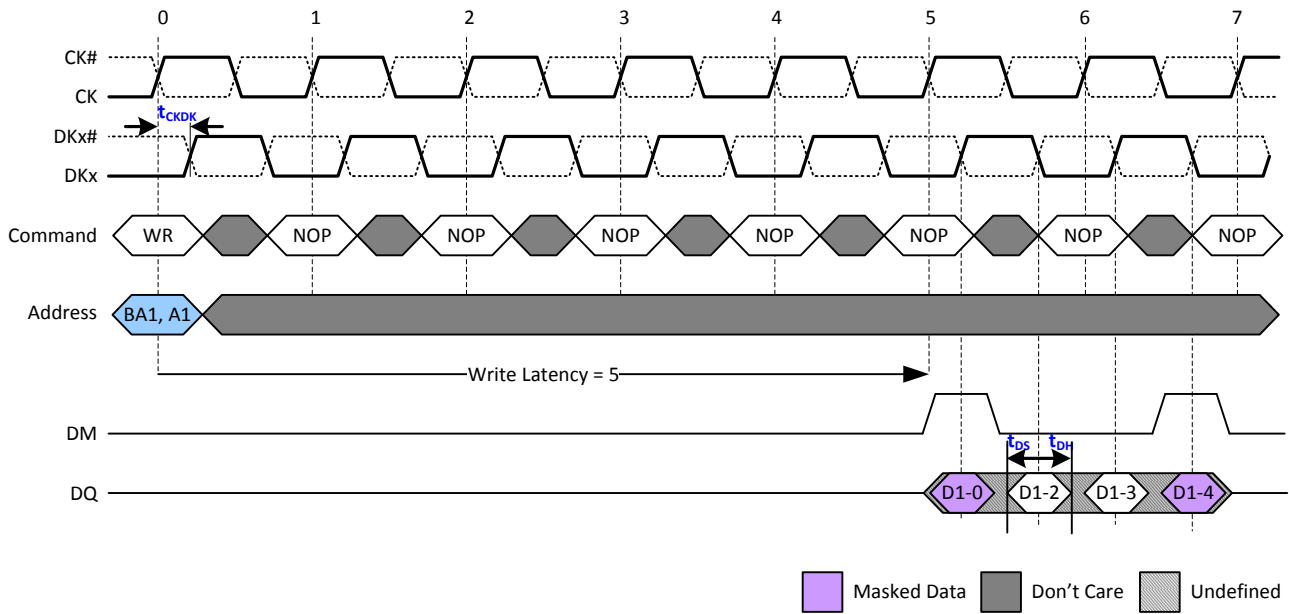 0 1 2 3 4 5 6 7
CK#
CK
tCKDK
DKx#
DKx
Command WR NOP NOP NOP NOP NOP NOP NOP
Address BA1, A1
Write Latency = 5
DM
tDS tDH
DQ D1-0 D1-2 D1-3 D1-4
Masked Data Don't Care Undefined